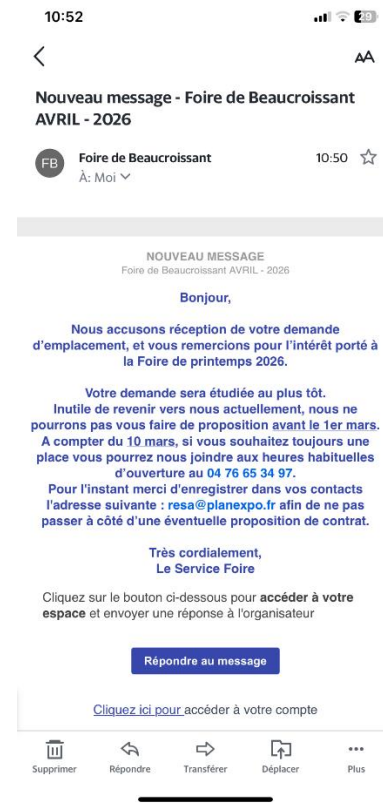 10:52
29
AA
Nouveau message - Foire de Beaucroissant
AVRIL - 2026
FB
Foire de Beaucroissant
10:50
À: Moi
NOUVEAU MESSAGE
Foire de Beaucroissant AVRIL - 2026
Bonjour,
Nous accusons réception de votre demande
d'emplacement, et vous remercions pour l'intérêt porté à
la Foire de printemps 2026.
Votre demande sera étudiée au plus tôt.
Inutile de revenir vers nous actuellement, nous ne
pourrons pas vous faire de proposition avant le 1er mars.
A compter du 10 mars, si vous souhaitez toujours une
place vous pourrez nous joindre aux heures habituelles
d'ouverture au 04 76 65 34 97.
Pour l'instant merci d'enregistrer dans vos contacts
l'adresse suivante : resa@planexpo.fr afin de ne pas
passer à côté d'une éventuelle proposition de contrat.
Très cordialement,
Le Service Foire
Cliquez sur le bouton ci-dessous pour accéder à votre
espace et envoyer une réponse à l'organisateur
Répondre au message
Cliquez ici pour accéder à votre compte
Supprimer
Répondre
Transférer
Déplacer
Plus